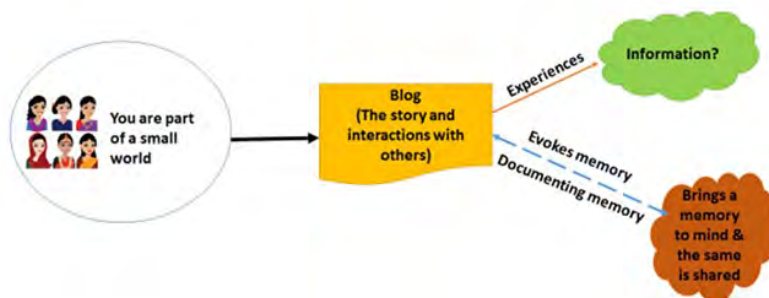 You are part
of a small
world
Blog
(The story and
interactions with
others)
Experiences
Information?
Evokes memory
Documenting memory
Brings a
memory
to mind &
the same
is shared